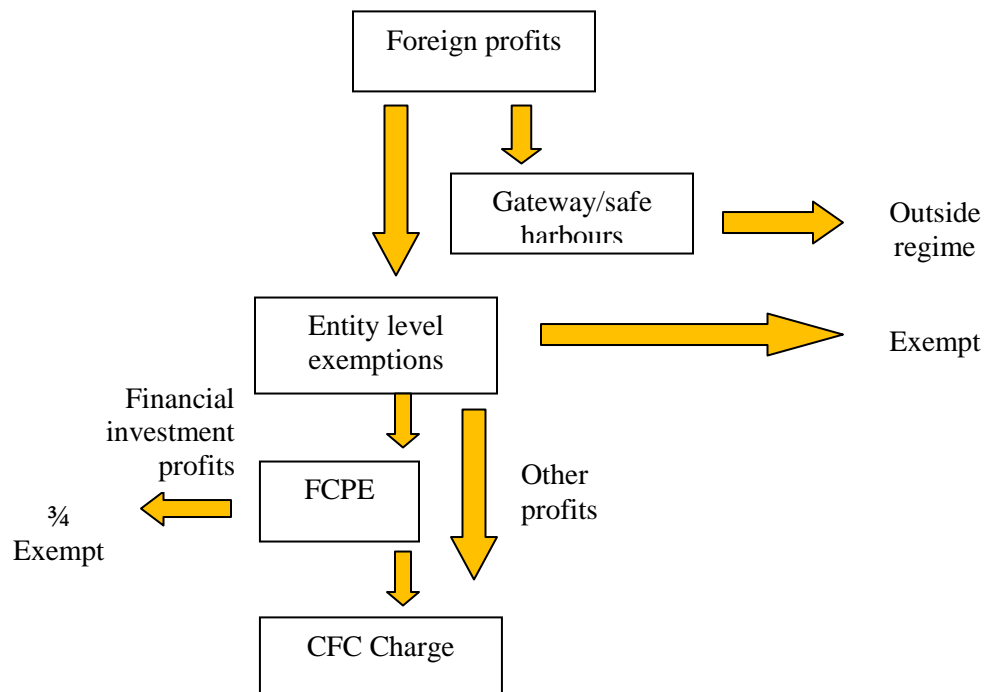 Foreign profits
Gateway/safe
harbours
Outside
regime
Entity level
exemptions
Exempt
Financial
investment
profits
FCPE
Other
profits
¾
Exempt
CFC Charge